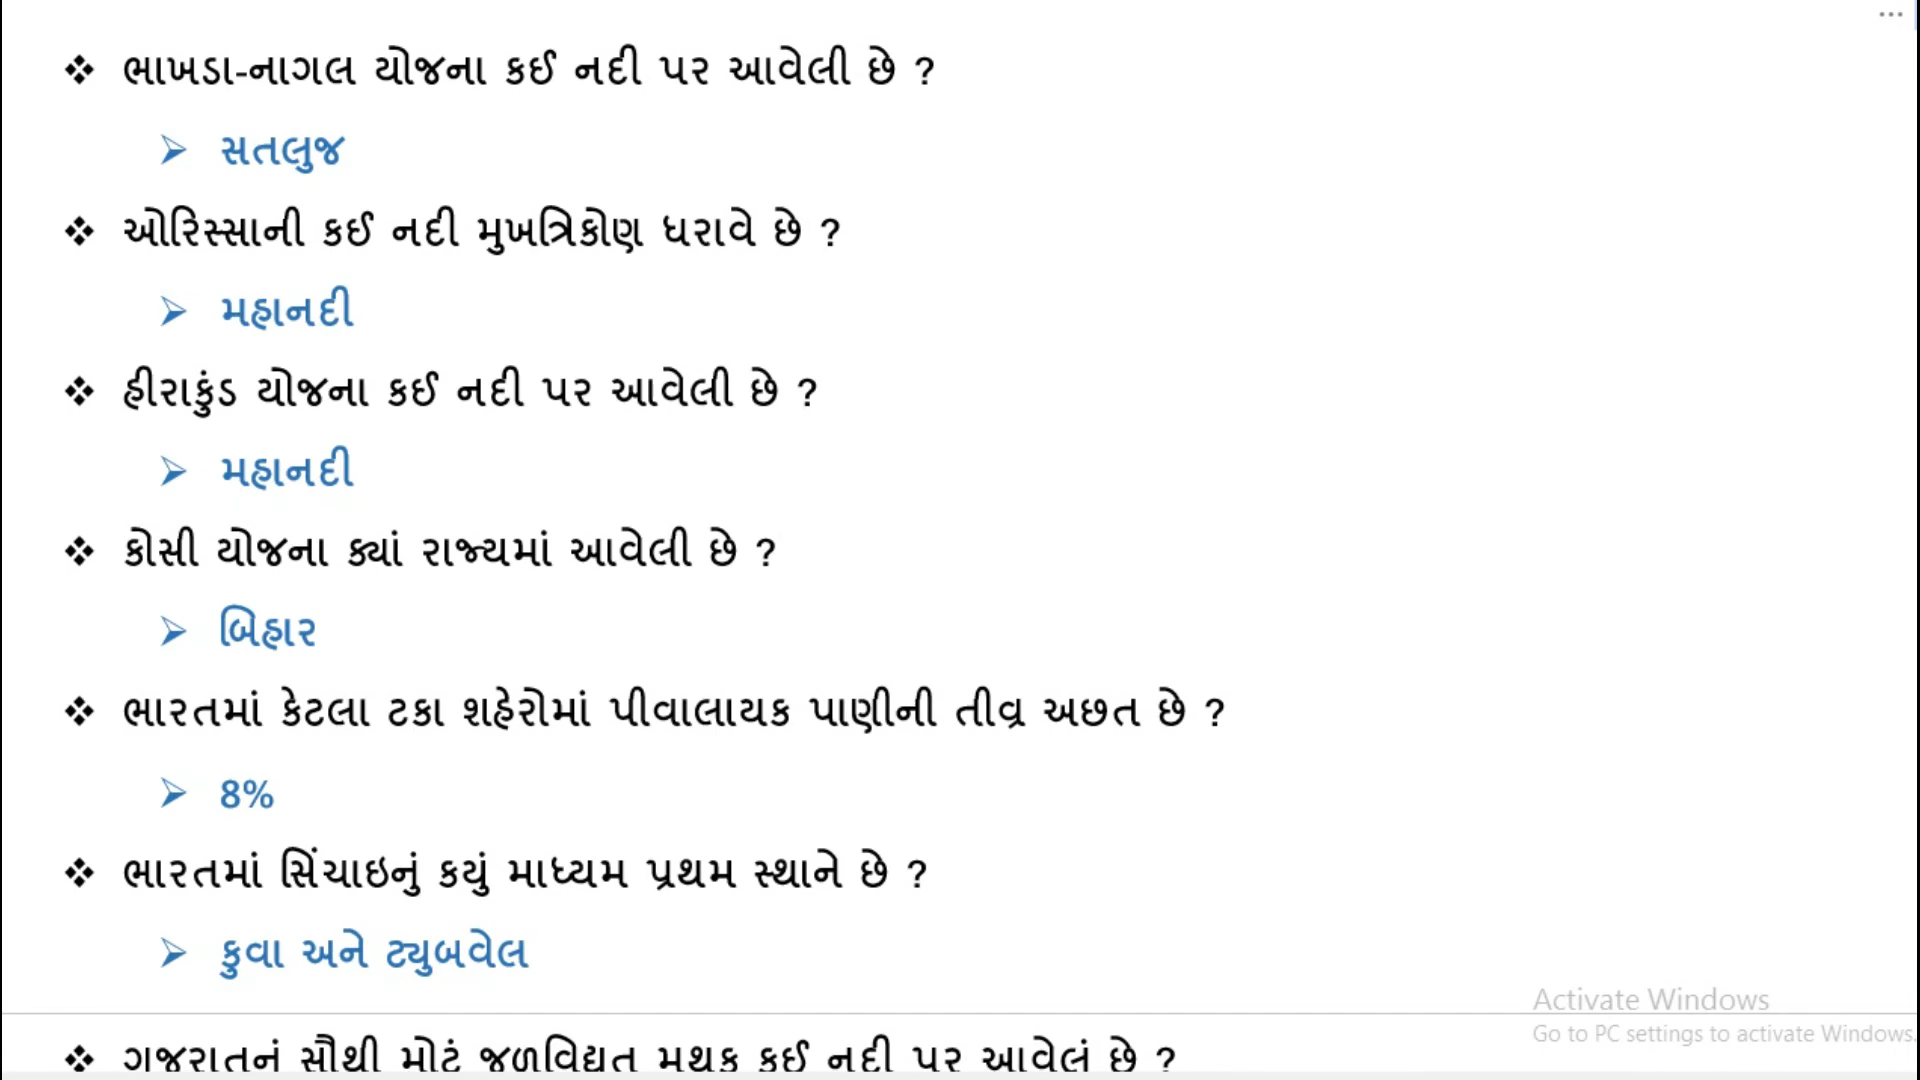 ❖ ભાખડા-નાગલ યોજના કઈ નદી પર આવેલી છે ?
➢ સતલુજ
❖ ઓરિસ્સાની કઈ નદી મુખત્રિકોણ ધરાવે છે ?
➢ મહાનદી
❖ હીરાકુંડ યોજના કઈ નદી પર આવેલી છે ?
➢ મહાનદી
❖ કોસી યોજના ક્યાં રાજ્યમાં આવેલી છે ?
➢ બિહાર
❖ ભારતમાં કેટલા ટકા શહેરોમાં પીવાલાયક પાણીની તીવ્ર અછત છે ?
➢ 8%
❖ ભારતમાં સિંચાઇનું કયું માધ્યમ પ્રથમ સ્થાને છે ?
➢ કુવા અને ટ્યુબવેલ
Activate Windows
Go to PC settings to activate Windows.
❖ ગજરાતનં સૌથી મોટં જળવિદ્યત મથક કઈ નદી પર આવેલં છે ?